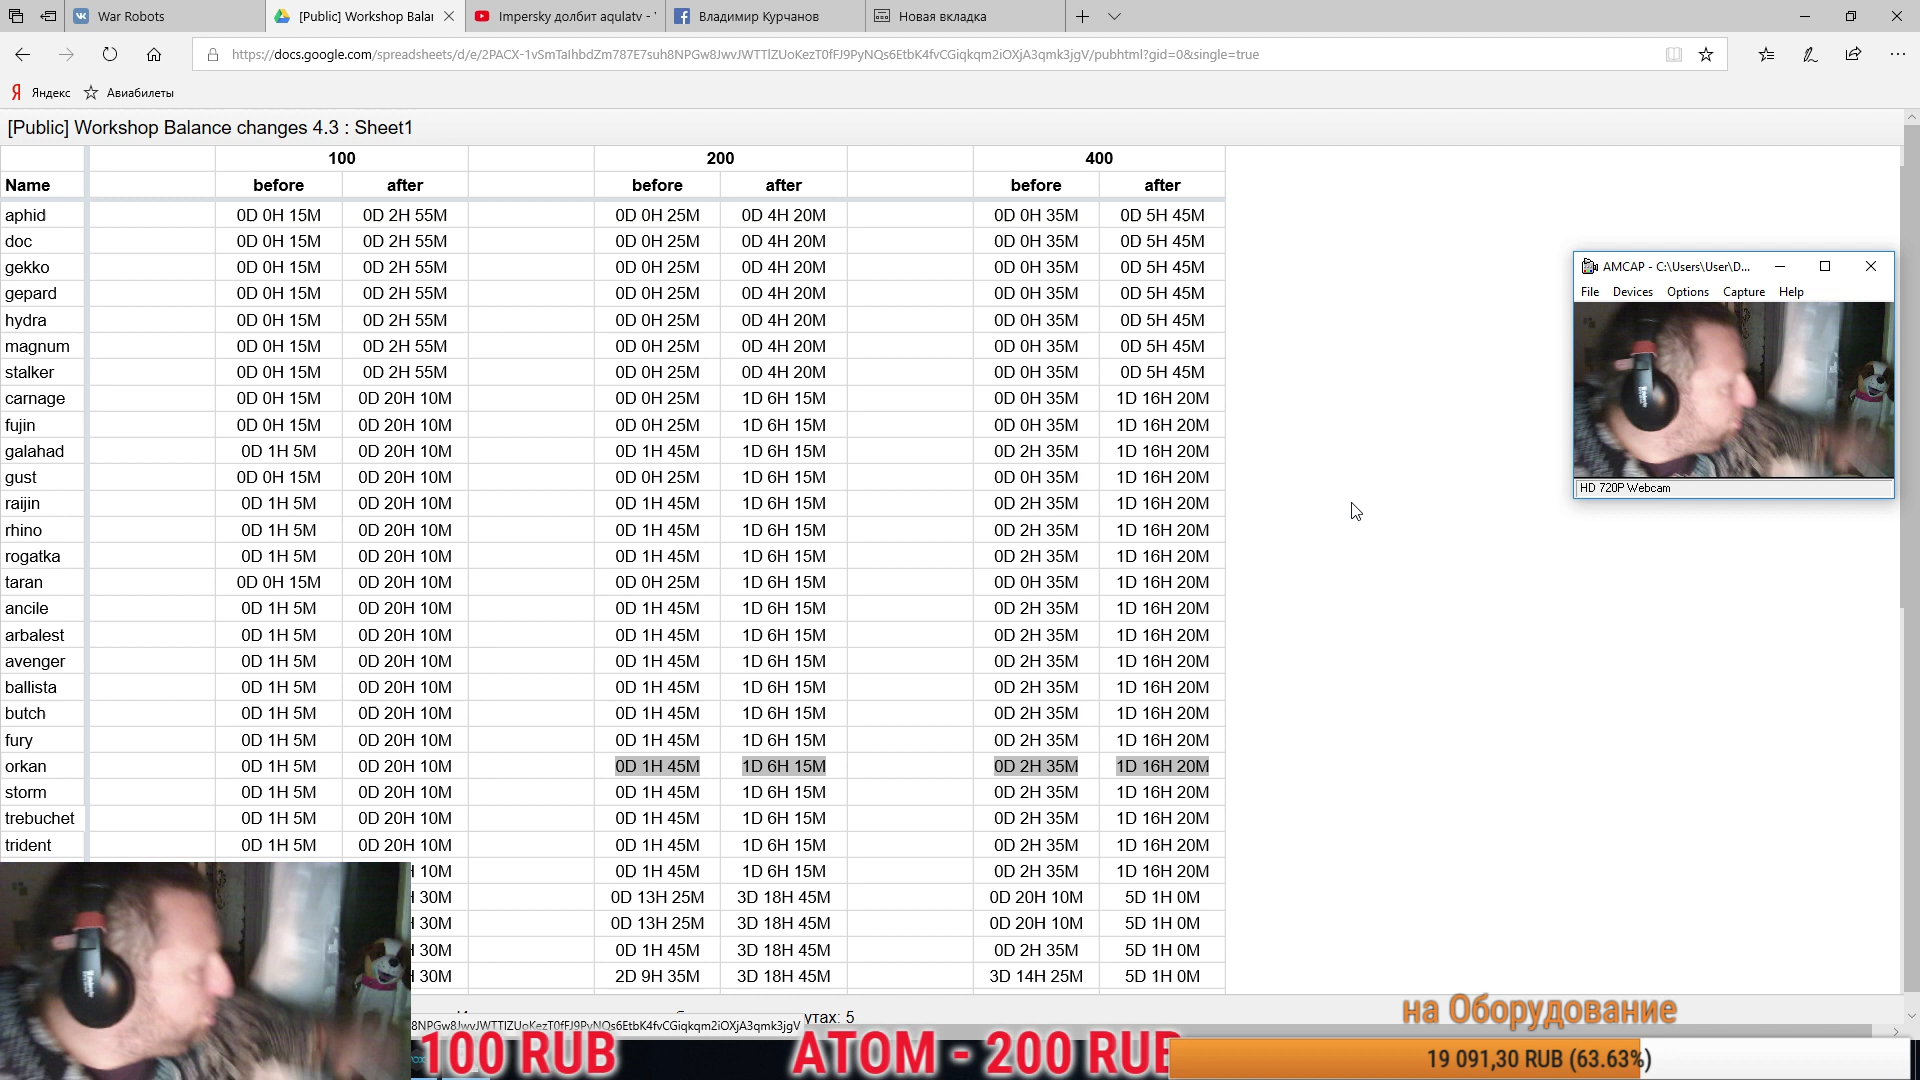 War Robots
[Public] Workshop Balar
Impersky долбит aqulatv - Y
Владимир Курчанов
Новая вкладка
https://docs.google.com/spreadsheets/d/e/2PACX-1vSmTaIhbdZm787E7suh8NPGw8JwvJWTTlZUoKezT0fFJ9PyNQs6EtbK4fvCGiqkqm2iOXjA3qmk3jgV/pubhtml?gid=0&single=true
Яндекс Авиабилеты
[Public] Workshop Balance changes 4.3 : Sheet1
100 200 400
Name before after before after before after
aphid 0D 0H 15M 0D 2H 55M 0D 0H 25M 0D 4H 20M 0D 0H 35M 0D 5H 45M
doc 0D 0H 15M 0D 2H 55M 0D 0H 25M 0D 4H 20M 0D 0H 35M 0D 5H 45M
gekko 0D 0H 15M 0D 2H 55M 0D 0H 25M 0D 4H 20M 0D 0H 35M 0D 5H 45M
gepard 0D 0H 15M 0D 2H 55M 0D 0H 25M 0D 4H 20M 0D 0H 35M 0D 5H 45M
hydra 0D 0H 15M 0D 2H 55M 0D 0H 25M 0D 4H 20M 0D 0H 35M 0D 5H 45M
magnum 0D 0H 15M 0D 2H 55M 0D 0H 25M 0D 4H 20M 0D 0H 35M 0D 5H 45M
stalker 0D 0H 15M 0D 2H 55M 0D 0H 25M 0D 4H 20M 0D 0H 35M 0D 5H 45M
carnage 0D 0H 15M 0D 20H 10M 0D 0H 25M 1D 6H 15M 0D 0H 35M 1D 16H 20M
fujin 0D 0H 15M 0D 20H 10M 0D 0H 25M 1D 6H 15M 0D 0H 35M 1D 16H 20M
galahad 0D 1H 5M 0D 20H 10M 0D 1H 45M 1D 6H 15M 0D 2H 35M 1D 16H 20M
gust 0D 0H 15M 0D 20H 10M 0D 0H 25M 1D 6H 15M 0D 0H 35M 1D 16H 20M
raijin 0D 1H 5M 0D 20H 10M 0D 1H 45M 1D 6H 15M 0D 2H 35M 1D 16H 20M
rhino 0D 1H 5M 0D 20H 10M 0D 1H 45M 1D 6H 15M 0D 2H 35M 1D 16H 20M
rogatka 0D 1H 5M 0D 20H 10M 0D 1H 45M 1D 6H 15M 0D 2H 35M 1D 16H 20M
taran 0D 0H 15M 0D 20H 10M 0D 0H 25M 1D 6H 15M 0D 0H 35M 1D 16H 20M
ancile 0D 1H 5M 0D 20H 10M 0D 1H 45M 1D 6H 15M 0D 2H 35M 1D 16H 20M
arbalest 0D 1H 5M 0D 20H 10M 0D 1H 45M 1D 6H 15M 0D 2H 35M 1D 16H 20M
avenger 0D 1H 5M 0D 20H 10M 0D 1H 45M 1D 6H 15M 0D 2H 35M 1D 16H 20M
ballista 0D 1H 5M 0D 20H 10M 0D 1H 45M 1D 6H 15M 0D 2H 35M 1D 16H 20M
butch 0D 1H 5M 0D 20H 10M 0D 1H 45M 1D 6H 15M 0D 2H 35M 1D 16H 20M
fury 0D 1H 5M 0D 20H 10M 0D 1H 45M 1D 6H 15M 0D 2H 35M 1D 16H 20M
orkan 0D 1H 5M 0D 20H 10M 0D 1H 45M 1D 6H 15M 0D 2H 35M 1D 16H 20M
storm 0D 1H 5M 0D 20H 10M 0D 1H 45M 1D 6H 15M 0D 2H 35M 1D 16H 20M
trebuchet 0D 1H 5M 0D 20H 10M 0D 1H 45M 1D 6H 15M 0D 2H 35M 1D 16H 20M
trident 0D 1H 5M 0D 20H 10M 0D 1H 45M 1D 6H 15M 0D 2H 35M 1D 16H 20M
10M 0D 1H 45M 1D 6H 15M 0D 2H 35M 1D 16H 20M
30M 0D 13H 25M 3D 18H 45M 0D 20H 10M 5D 1H 0M
30M 0D 13H 25M 3D 18H 45M 0D 20H 10M 5D 1H 0M
30M 0D 1H 45M 3D 18H 45M 0D 2H 35M 5D 1H 0M
30M 2D 9H 35M 3D 18H 45M 3D 14H 25M 5D 1H 0M
AMCAP - C:\Users\User\D...
File Devices Options Capture Help
HD 720P Webcam
утах: 5
8NPGw8JwvJWTTlZUoKezT0fFJ9PyNQs6EtbK4fvCGiqkqm2iOXjA3qmk3jgV
на Оборудование
100 RUB ATOM - 200 RUB
19 091,30 RUB (63.63%)